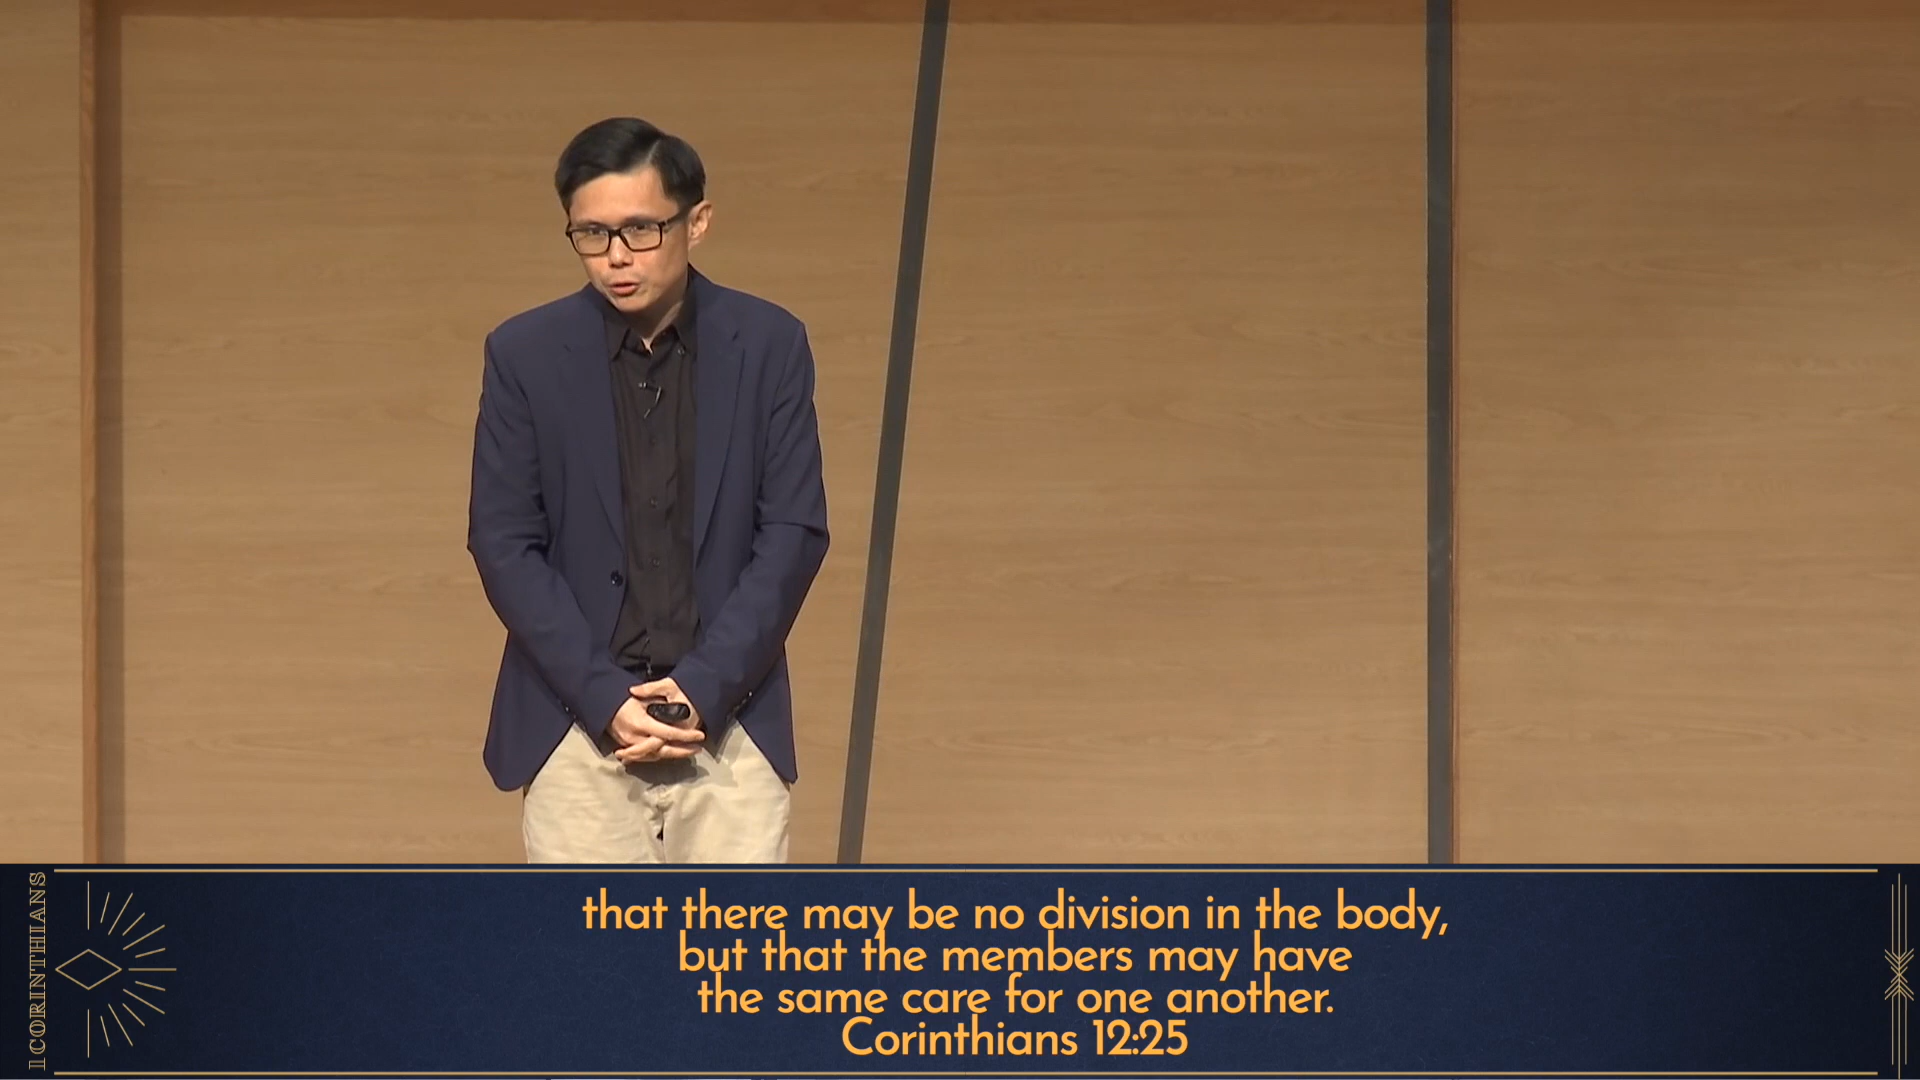 1 CORINTHIANS
that there may be no division in the body,
but that the members may have
the same care for one another.
Corinthians 12:25